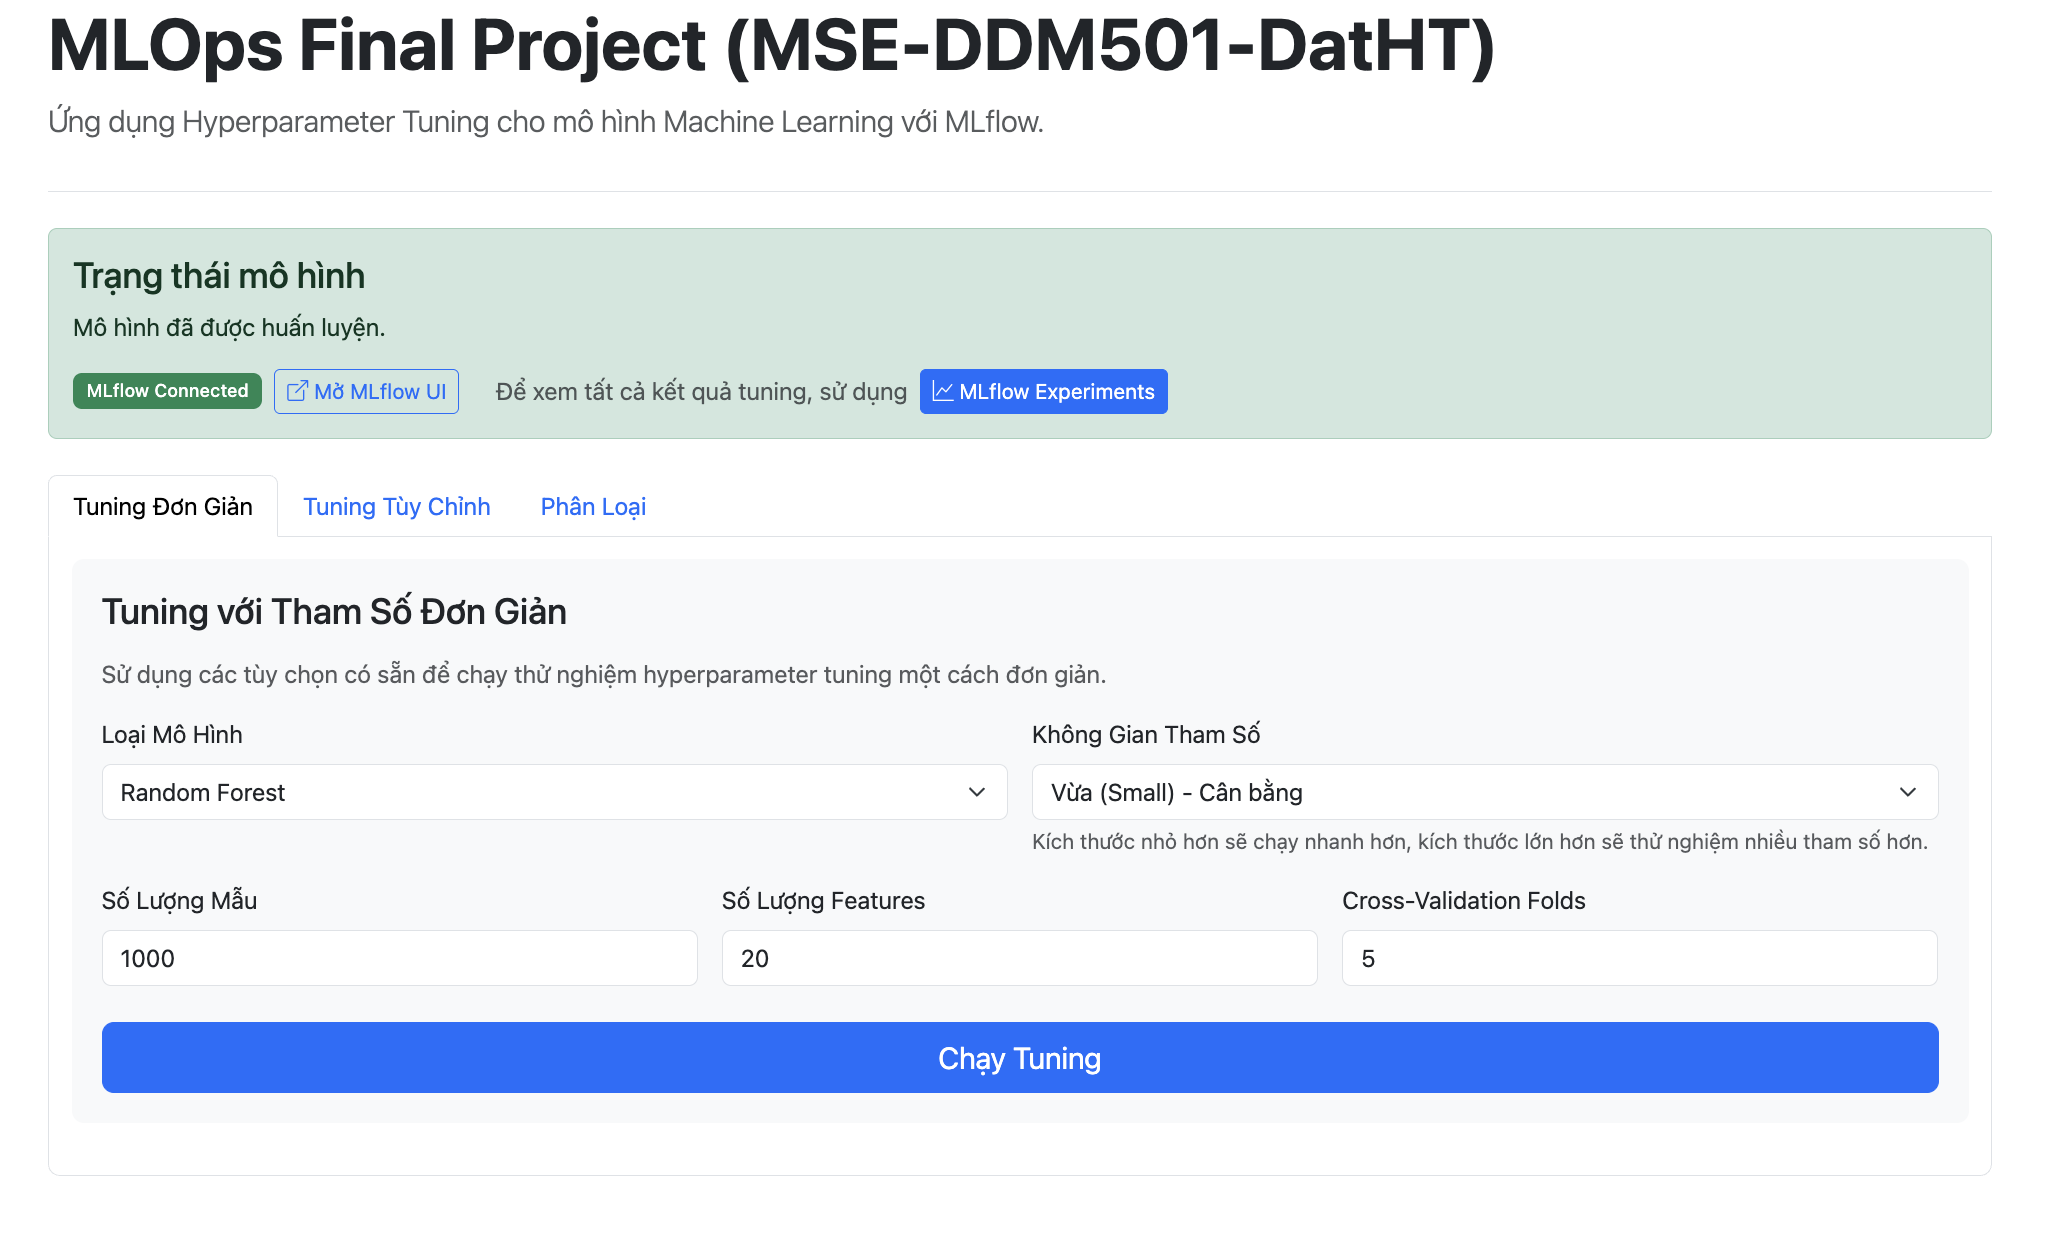 MLOps Final Project (MSE-DDM501-DatHT)
Ứng dụng Hyperparameter Tuning cho mô hình Machine Learning với MLflow.
Trạng thái mô hình
Mô hình đã được huấn luyện.
MLflow Connected Mở MLflow UI Để xem tất cả kết quả tuning, sử dụng MLflow Experiments
Tuning Đơn Giản Tuning Tùy Chỉnh Phân Loại
Tuning với Tham Số Đơn Giản
Sử dụng các tùy chọn có sẵn để chạy thử nghiệm hyperparameter tuning một cách đơn giản.
Loại Mô Hình Không Gian Tham Số
Random Forest Vừa (Small) - Cân bằng
Kích thước nhỏ hơn sẽ chạy nhanh hơn, kích thước lớn hơn sẽ thử nghiệm nhiều tham số hơn.
Số Lượng Mẫu Số Lượng Features Cross-Validation Folds
1000 20 5
Chạy Tuning